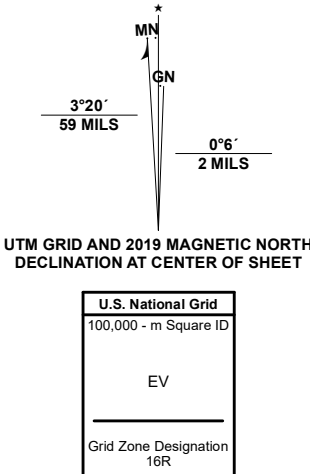 ★
MN
GN
3°20´
59 MILS
0°6´
2 MILS
UTM GRID AND 2019 MAGNETIC NORTH
DECLINATION AT CENTER OF SHEET
U.S. National Grid
100,000 - m Square ID
EV
Grid Zone Designation
16R